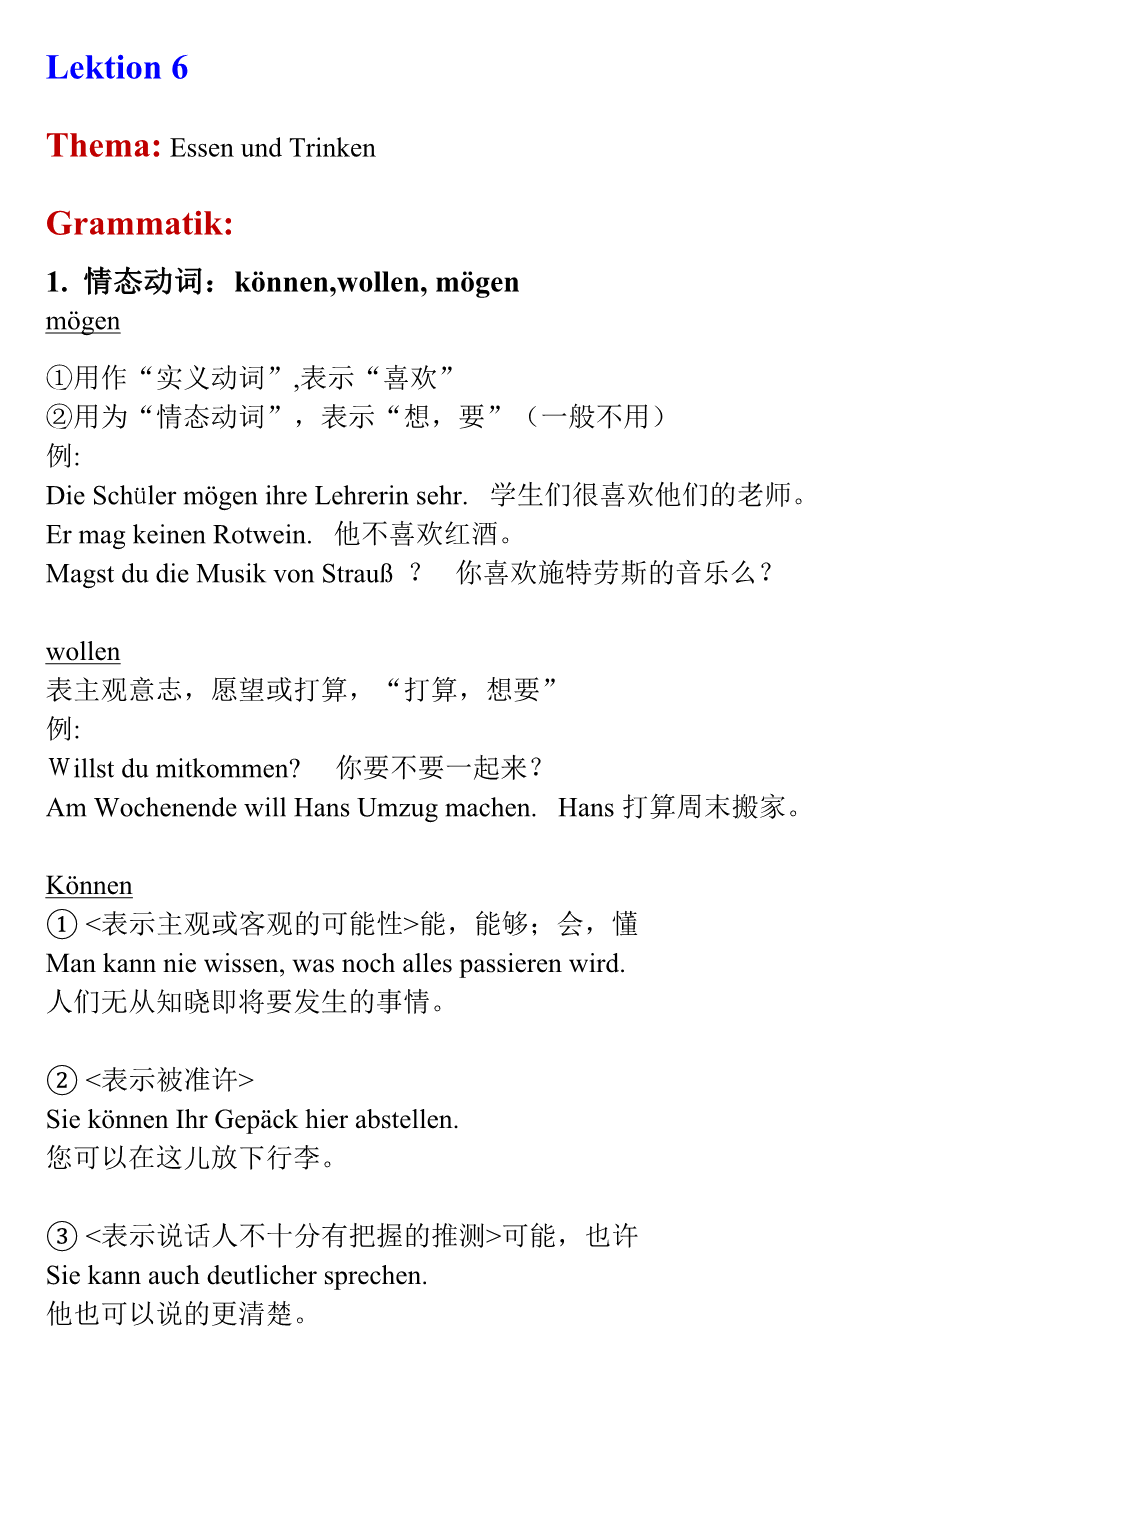 Lektion 6
Thema: Essen und Trinken
Grammatik:
1. 情态动词：können,wollen, mögen
mögen
①用作“实义动词”,表示“喜欢”
②用为“情态动词”，表示“想，要”（一般不用）
例:
Die Schüler mögen ihre Lehrerin sehr. 学生们很喜欢他们的老师。
Er mag keinen Rotwein. 他不喜欢红酒。
Magst du die Musik von Strauß ？ 你喜欢施特劳斯的音乐么？
wollen
表主观意志，愿望或打算，“打算，想要”
例:
Ｗillst du mitkommen? 你要不要一起来？
Am Wochenende will Hans Umzug machen. Hans 打算周末搬家。
Können
① <表示主观或客观的可能性>能，能够；会，懂
Man kann nie wissen, was noch alles passieren wird.
人们无从知晓即将要发生的事情。
② <表示被准许>
Sie können Ihr Gepäck hier abstellen.
您可以在这儿放下行李。
③ <表示说话人不十分有把握的推测>可能，也许
Sie kann auch deutlicher sprechen.
他也可以说的更清楚。